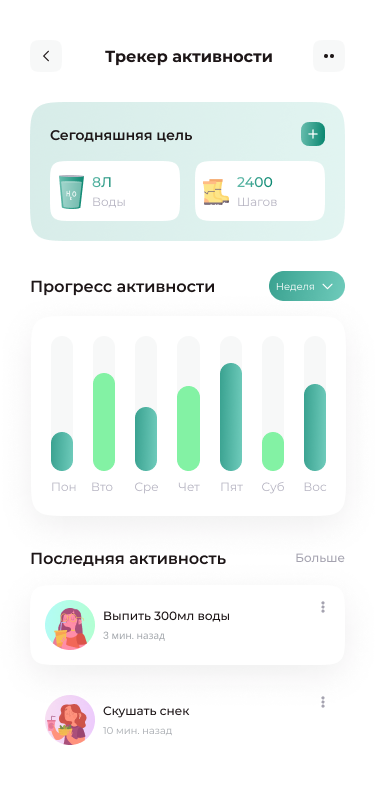 Трекер активности
Сегодняшняя цель
8Л
Воды
2400
Шагов
H₂O
Прогресс активности
Неделя
Пон Вто Сре Чет Пят Суб Вос
Последняя активность
Больше
Выпить 300мл воды
3 мин. назад
Скушать снек
10 мин. назад